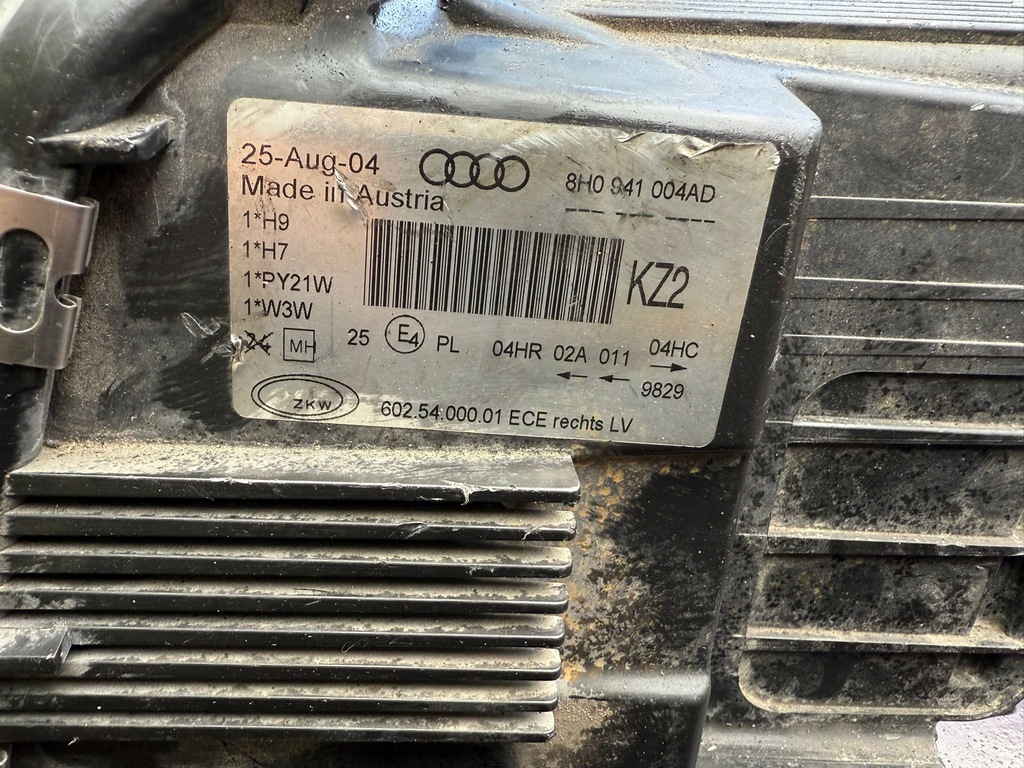 25-Aug-04
8H0 941 004AD
Made in Austria
1*H9
1*H7
1*PY21W
1*W3W
KZ2
MH 25 E4 PL 04HR 02A 011 04HC
9829
ZKW 602.54.000.01 ECE rechts LV